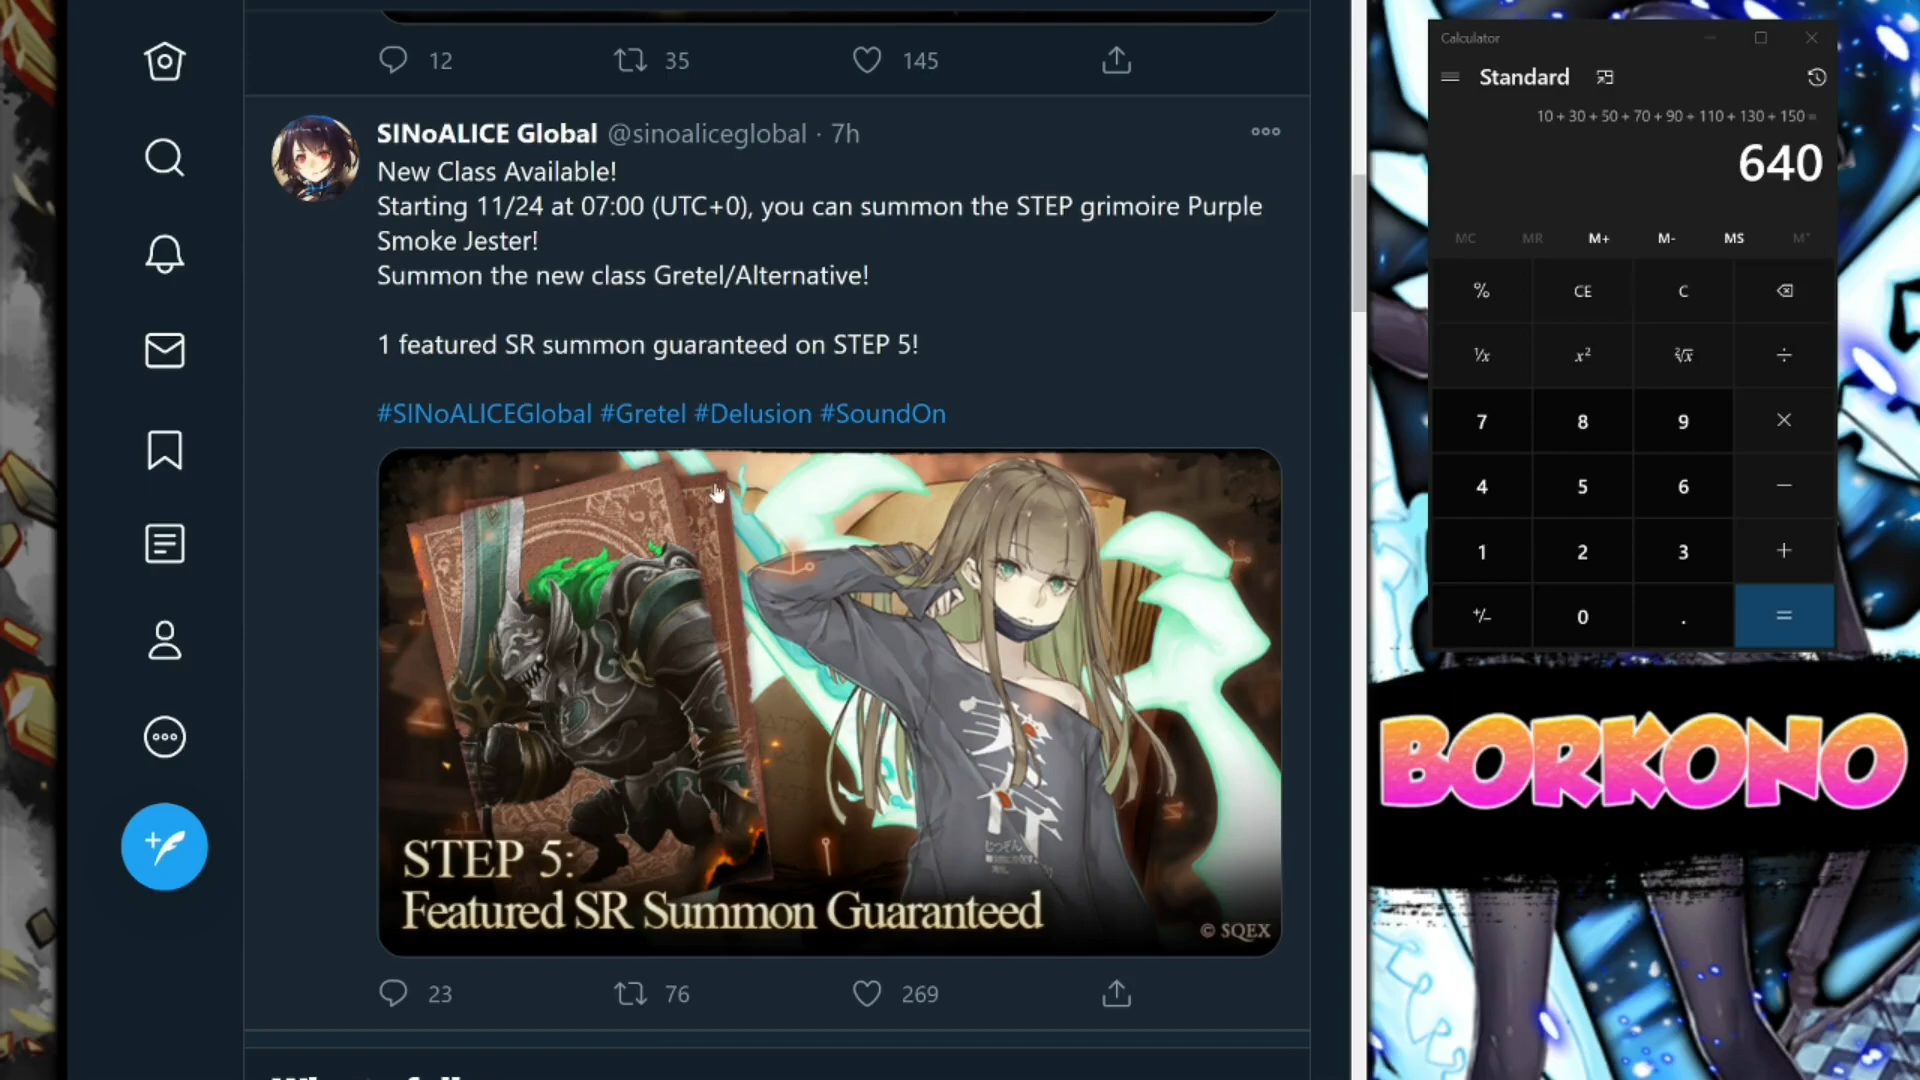 12
35
145
SINoALICE Global @sinoaliceglobal · 7h
New Class Available!
Starting 11/24 at 07:00 (UTC+0), you can summon the STEP grimoire Purple
Smoke Jester!
Summon the new class Gretel/Alternative!
1 featured SR summon guaranteed on STEP 5!
#SINoALICEGlobal #Gretel #Delusion #SoundOn
STEP 5:
Featured SR Summon Guaranteed
© SQEX
23
76
269
Calculator
Standard
10 + 30 + 50 + 70 + 90 + 110 + 130 + 150 =
640
MC MR M+ M- MS M˅
% CE C
¹/x x² ²√x ÷
7 8 9 ×
4 5 6 −
1 2 3 +
+/− 0 . =
BORKONO